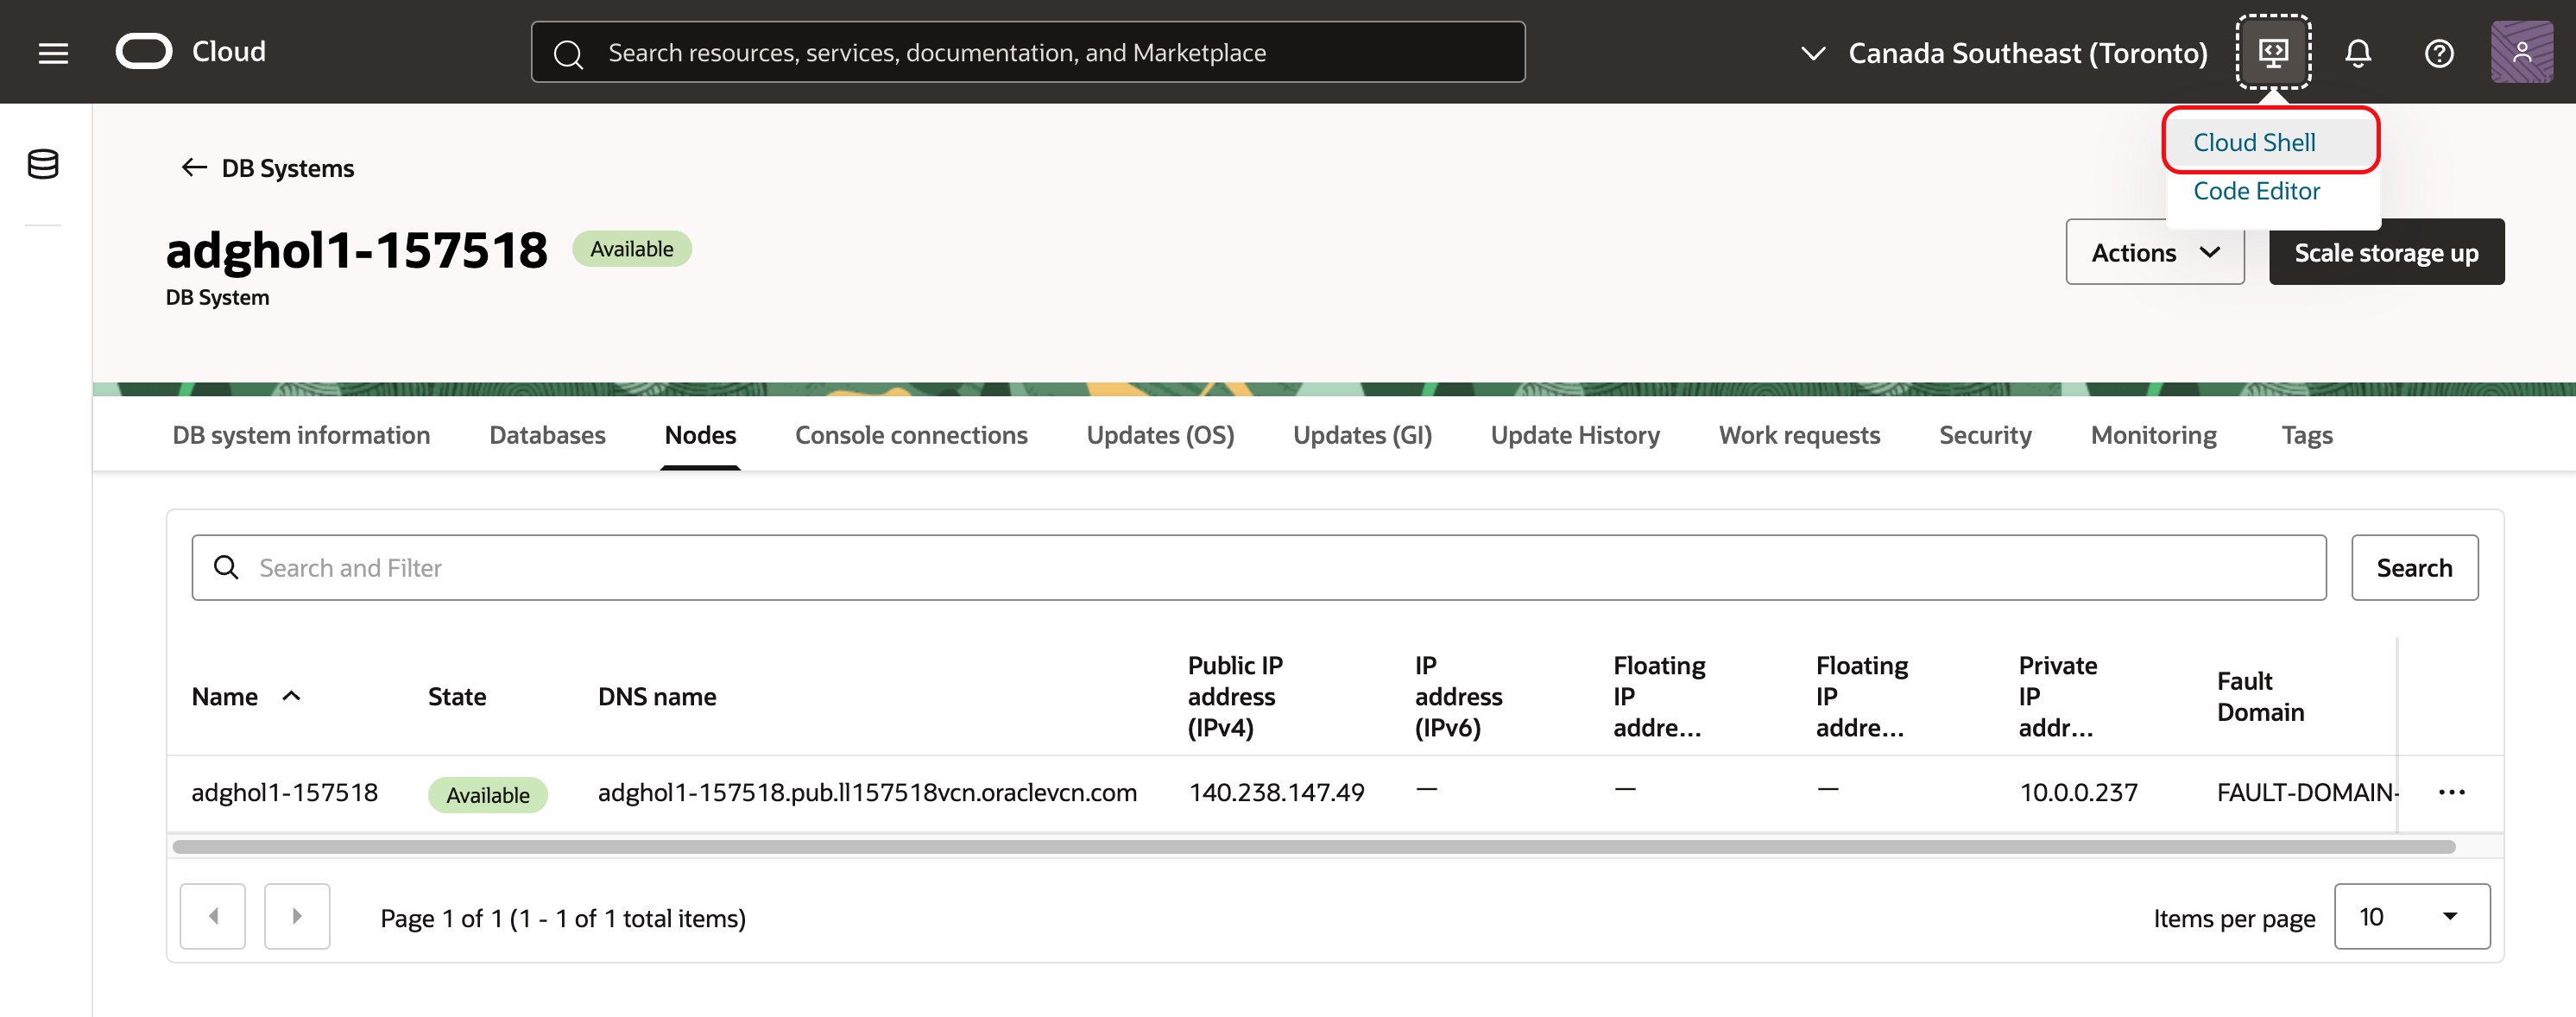 Cloud
Search resources, services, documentation, and Marketplace
Canada Southeast (Toronto)
Cloud Shell
Code Editor
DB Systems
adghol1-157518
Available
DB System
Actions
Scale storage up
DB system information
Databases
Nodes
Console connections
Updates (OS)
Updates (GI)
Update History
Work requests
Security
Monitoring
Tags
Search and Filter
Search
Name
State
DNS name
Public IP
address
(IPv4)
IP
address
(IPv6)
Floating
IP
addre...
Floating
IP
addre...
Private
IP
addr...
Fault
Domain
adghol1-157518
Available
adghol1-157518.pub.ll157518vcn.oraclevcn.com
140.238.147.49
—
—
—
10.0.0.237
FAULT-DOMAIN-
Page 1 of 1 (1 - 1 of 1 total items)
Items per page
10